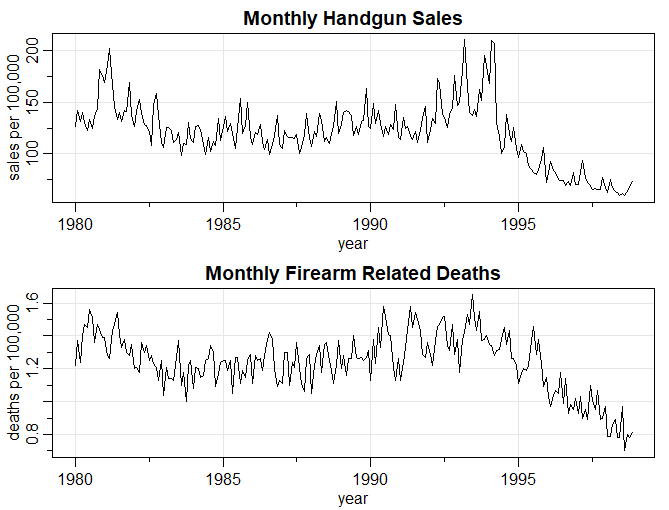 Monthly Handgun Sales
sales per 100,000
200
150
100
1980 1985 1990 1995
year
Monthly Firearm Related Deaths
deaths per 100,000
1.6
1.2
0.8
1980 1985 1990 1995
year